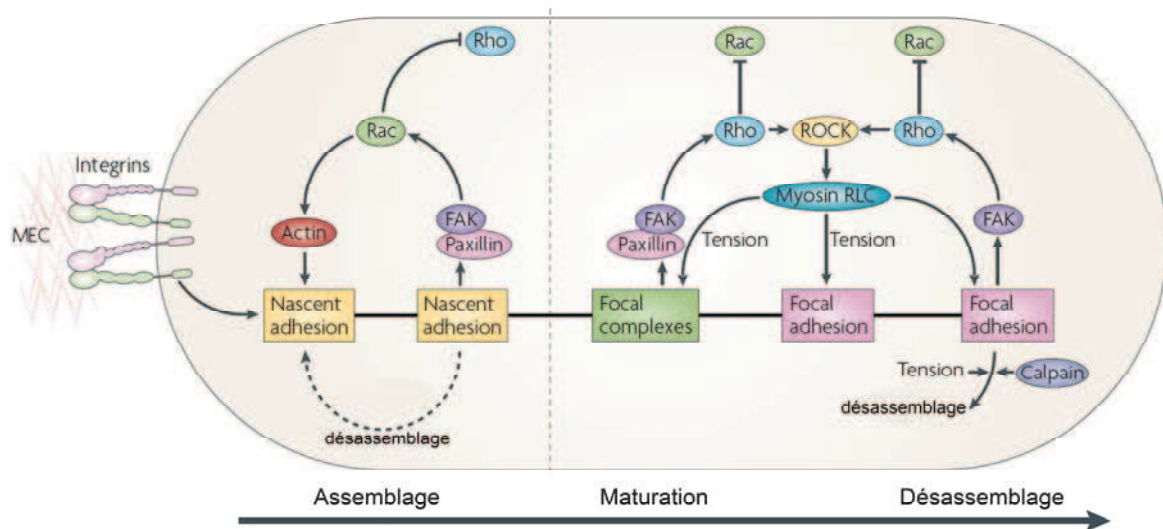 Rho
Rac
Rac
Rac
Rho
ROCK
Rho
Integrins
MEC
Actin
FAK
Paxillin
FAK
Paxillin
Myosin RLC
Tension
Tension
FAK
Nascent
adhesion
Nascent
adhesion
Focal
complexes
Focal
adhesion
Focal
adhesion
Tension
Calpain
désassemblage
désassemblage
Assemblage
Maturation
Désassemblage